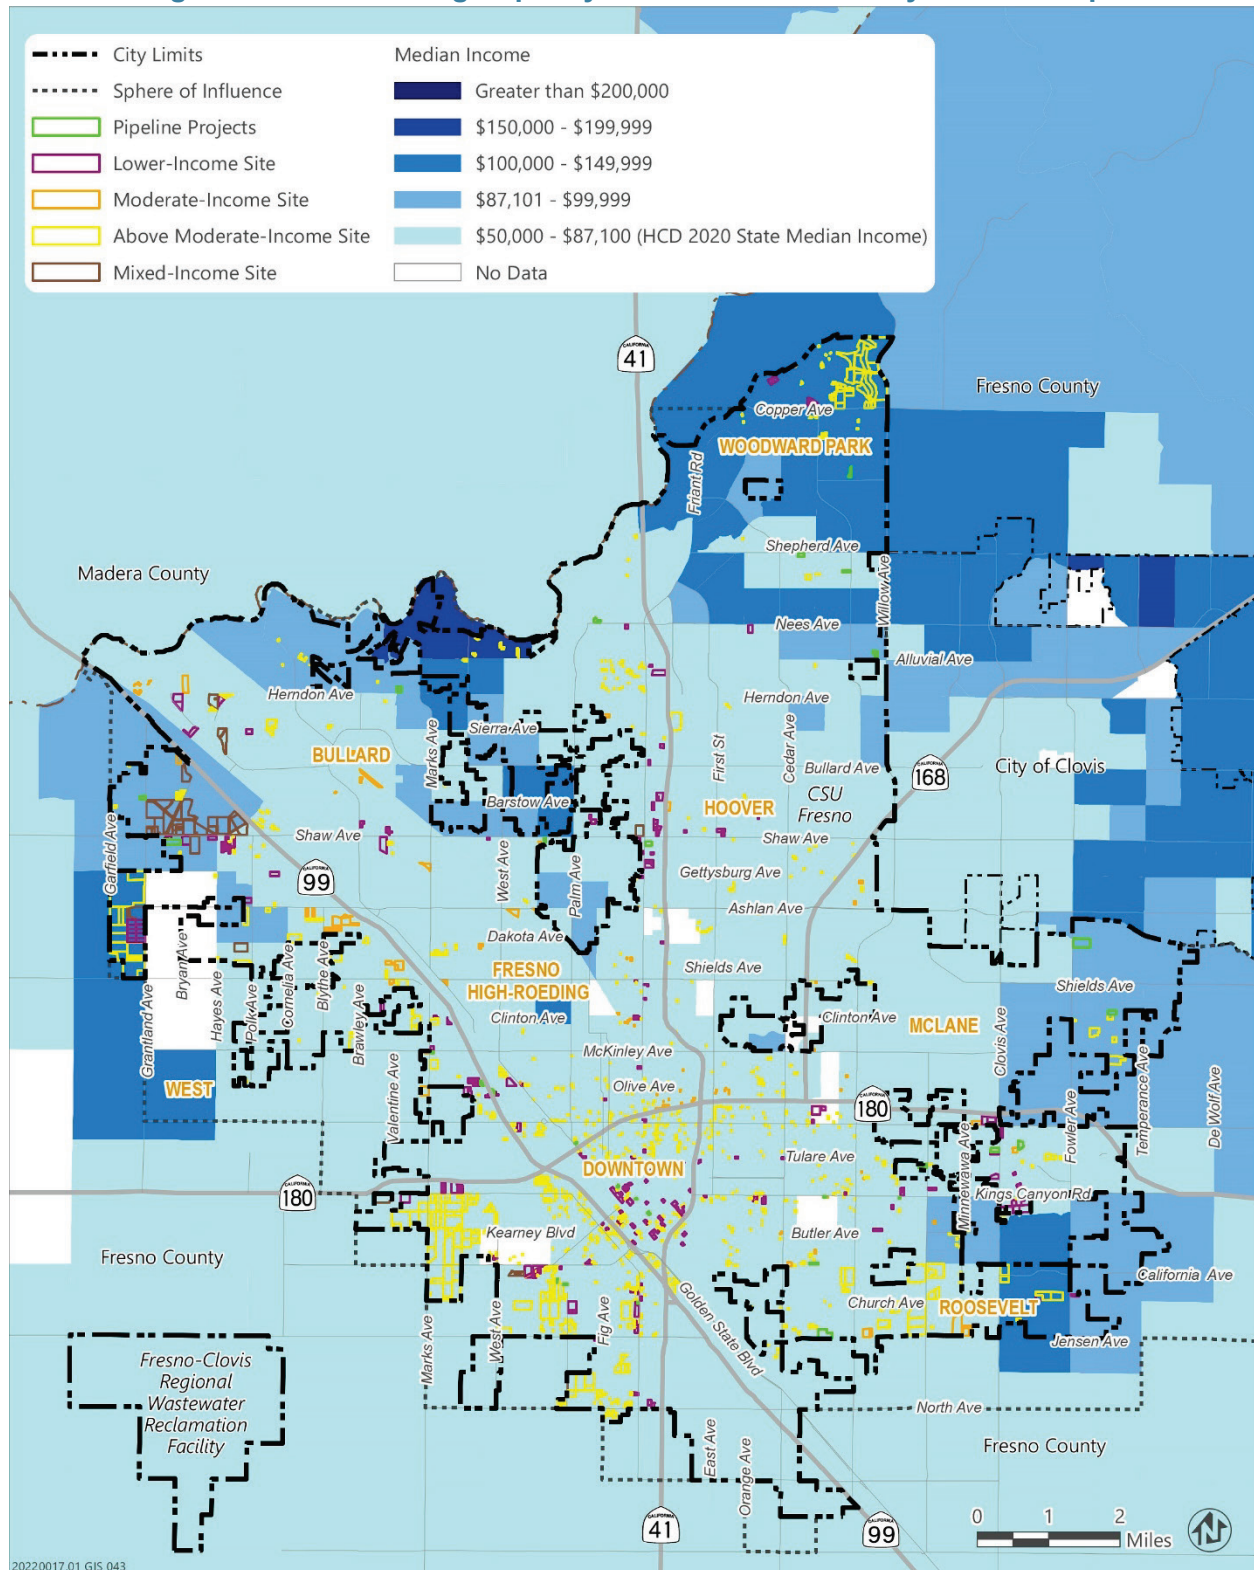 City Limits
Sphere of Influence
Pipeline Projects
Lower-Income Site
Moderate-Income Site
Above Moderate-Income Site
Mixed-Income Site
Median Income
Greater than $200,000
$150,000 - $199,999
$100,000 - $149,999
$87,101 - $99,999
$50,000 - $87,100 (HCD 2020 State Median Income)
No Data
CALIFORNIA
41
Fresno County
Copper Ave
WOODWARD PARK
Friant Rd
Shepherd Ave
Willow Ave
Madera County
Nees Ave
Alluvial Ave
Herndon Ave
Herndon Ave
Sierra Ave
Marks Ave
BULLARD
First St
Cedar Ave
Bullard Ave
CALIFORNIA
168
City of Clovis
Barstow Ave
HOOVER
CSU
Fresno
Shaw Ave
Shaw Ave
Garfield Ave
CALIFORNIA
99
West Ave
Palm Ave
Gettysburg Ave
Ashlan Ave
Dakota Ave
Bryan Ave
Hayes Ave
Polk Ave
Cornelia Ave
Blythe Ave
Brawley Ave
Grantland Ave
FRESNO
HIGH-ROEDING
Shields Ave
Shields Ave
Clinton Ave
Clinton Ave
MCLANE
Clovis Ave
McKinley Ave
Olive Ave
WEST
Valentine Ave
CALIFORNIA
180
Fowler Ave
Temperance Ave
De Wolf Ave
DOWNTOWN
Tulare Ave
Minnewawa Ave
Kings Canyon Rd
CALIFORNIA
180
Kearney Blvd
Butler Ave
Fresno County
California Ave
Church Ave
ROOSEVELT
Marks Ave
West Ave
Fig Ave
Golden State Blvd
Jensen Ave
Fresno-Clovis
Regional
Wastewater
Reclamation
Facility
North Ave
East Ave
Orange Ave
Fresno County
CALIFORNIA
41
CALIFORNIA
99
0 1 2
Miles
N
20220017.01 GIS 043